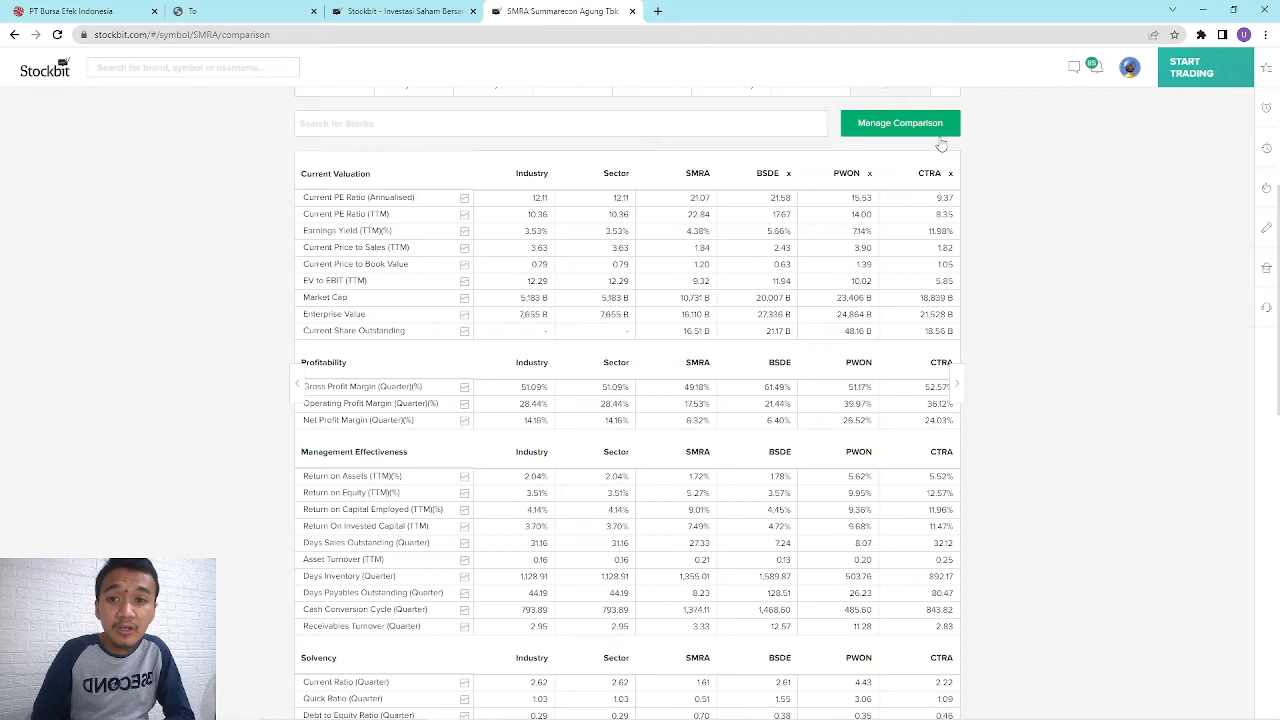 PT Bursa Efek Indonesia
To
Stockbit - Investasi Saham Bersam
SMRA Summarecon Agung Tbk.
stockbit.com/#/symbol/SMRA/comparison
U
Stockbit
Search for brand, symbol or username...
85
START
TRADING
Search for Stocks
Manage Comparison
Current Valuation Industry Sector SMRA BSDE x PWON x CTRA x
Current PE Ratio (Annualised) 12.11 12.11 21.07 21.58 15.53 9.37
Current PE Ratio (TTM) 10.36 10.36 22.84 17.67 14.00 8.35
Earnings Yield (TTM)(%) 3.53% 3.53% 4.38% 5.66% 7.14% 11.98%
Current Price to Sales (TTM) 3.63 3.63 1.84 2.43 3.90 1.82
Current Price to Book Value 0.79 0.79 1.20 0.63 1.39 1.05
EV to EBIT (TTM) 12.29 12.29 9.32 11.94 10.02 5.85
Market Cap 5,183 B 5,183 B 10,731 B 20,007 B 23,406 B 18,839 B
Enterprise Value 7,655 B 7,655 B 16,110 B 27,336 B 24,864 B 21,528 B
Current Share Outstanding - - 16.51 B 21.17 B 48.16 B 18.56 B
Profitability Industry Sector SMRA BSDE PWON CTRA
Gross Profit Margin (Quarter)(%) 51.09% 51.09% 49.18% 61.49% 51.17% 52.57%
Operating Profit Margin (Quarter)(%) 28.44% 28.44% 17.53% 21.44% 39.97% 36.12%
Net Profit Margin (Quarter)(%) 14.16% 14.16% 6.32% 6.40% 26.52% 24.03%
Management Effectiveness Industry Sector SMRA BSDE PWON CTRA
Return on Assets (TTM)(%) 2.04% 2.04% 1.72% 1.78% 5.62% 5.52%
Return on Equity (TTM)(%) 3.51% 3.51% 5.27% 3.57% 9.95% 12.57%
Return on Capital Employed (TTM)(%) 4.14% 4.14% 9.01% 4.45% 9.36% 11.96%
Return On Invested Capital (TTM) 3.70% 3.70% 7.49% 4.72% 9.68% 11.47%
Days Sales Outstanding (Quarter) 31.16 31.16 27.33 7.24 8.07 32.12
Asset Turnover (TTM) 0.16 0.16 0.21 0.13 0.20 0.25
Days Inventory (Quarter) 1,128.91 1,128.91 1,355.01 1,589.87 503.76 892.17
Days Payables Outstanding (Quarter) 44.19 44.19 8.23 128.51 26.23 80.47
Cash Conversion Cycle (Quarter) 793.89 793.89 1,374.11 1,468.60 485.60 843.82
Receivables Turnover (Quarter) 2.95 2.95 3.33 12.57 11.28 2.83
Solvency Industry Sector SMRA BSDE PWON CTRA
Current Ratio (Quarter) 2.62 2.62 1.61 2.61 4.43 2.22
Quick Ratio (Quarter) 1.03 1.03 0.51 1.55 3.06 1.09
Debt to Equity Ratio (Quarter) 0.29 0.29 0.70 0.38 0.35 0.46
3SECOND